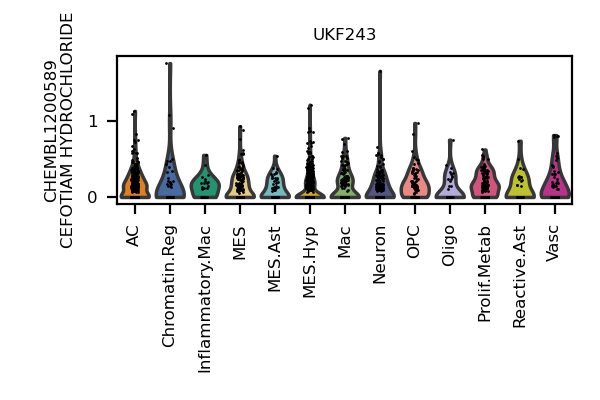 UKF243
CHEMBL1200589
CEFOTIAM HYDROCHLORIDE
1
0
AC
Chromatin.Reg
Inflammatory.Mac
MES
MES.Ast
MES.Hyp
Mac
Neuron
OPC
Oligo
Prolif.Metab
Reactive.Ast
Vasc